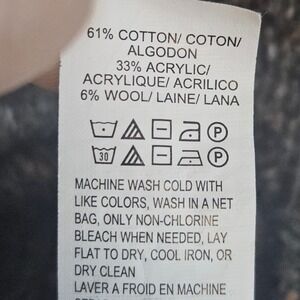 61% COTTON/ COTON/
ALGODON
33% ACRYLIC/
ACRYLIQUE/ ACRILICO
6% WOOL/ LAINE/ LANA
P
30 P
MACHINE WASH COLD WITH
LIKE COLORS, WASH IN A NET
BAG, ONLY NON-CHLORINE
BLEACH WHEN NEEDED, LAY
FLAT TO DRY, COOL IRON, OR
DRY CLEAN
LAVER A FROID EN MACHINE